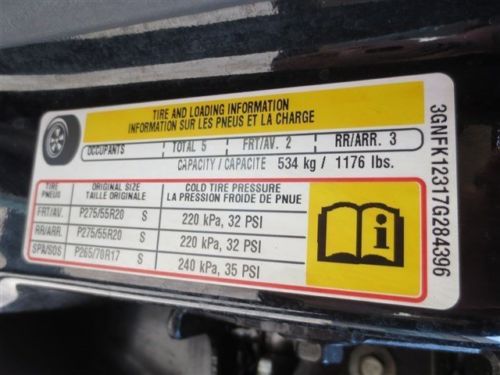 TIRE AND LOADING INFORMATION
INFORMATION SUR LES PNEUS ET LA CHARGE
OCCUPANTS TOTAL 5 FRT/AV. 2 RR/ARR. 3
CAPACITY / CAPACITE 534 kg / 1176 lbs.
TIRE PNEUS ORIGINAL SIZE TAILLE ORIGINALE COLD TIRE PRESSURE LA PRESSION FROIDE DE PNUE
FRT/AV. P275/55R20 S 220 kPa, 32 PSI
RR/ARR. P275/55R20 S 220 kPa, 32 PSI
SPA/SOS P265/70R17 S 240 kPa, 35 PSI
i
3GNFK12317G284396